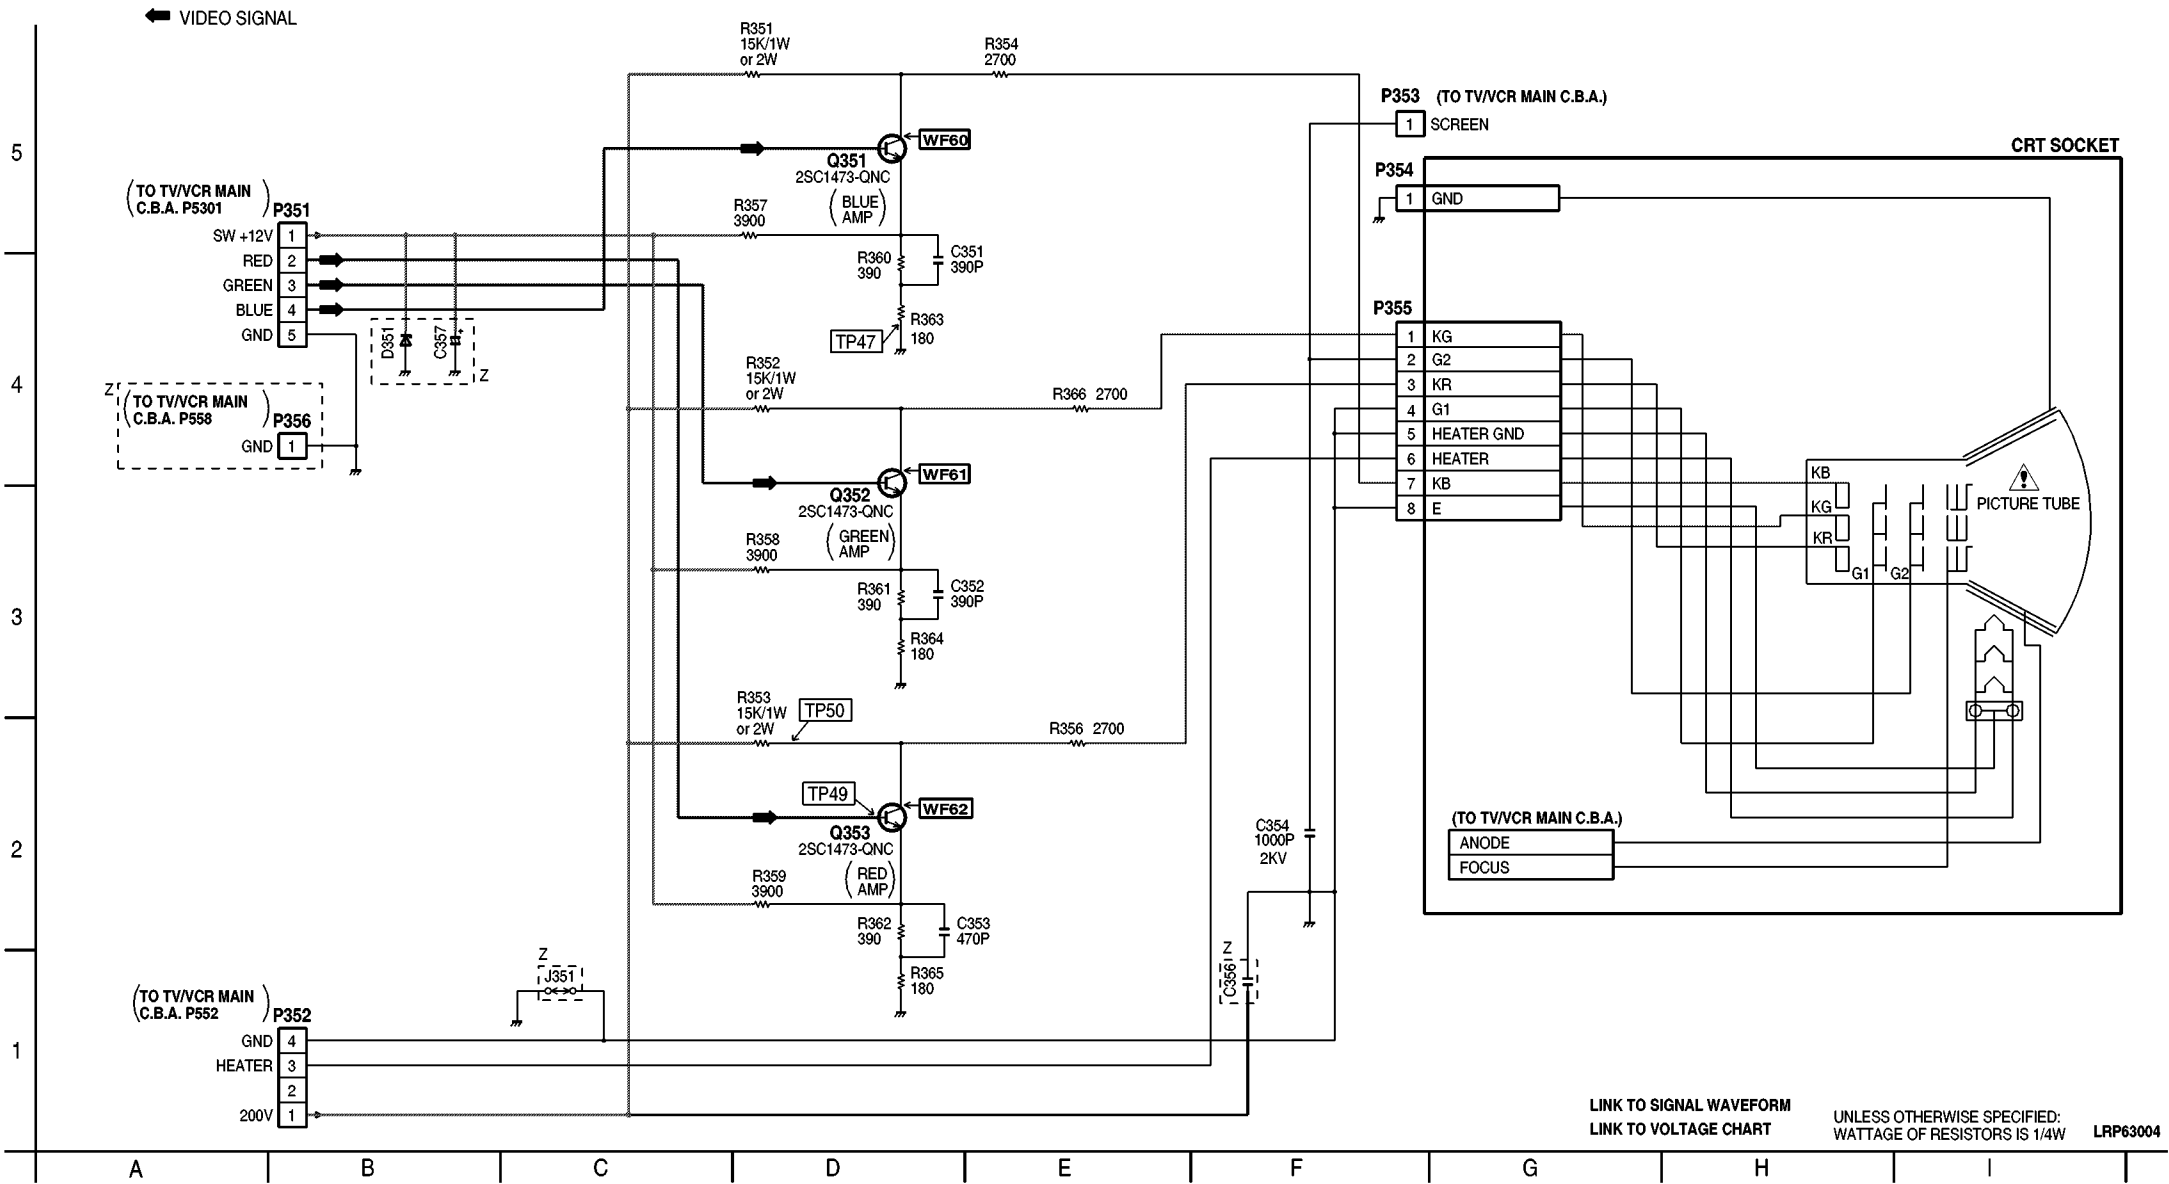 VIDEO SIGNAL
R351
15K/1W
or 2W
R354
2700
P353 (TO TV/VCR MAIN C.B.A.)
1 SCREEN
WF60
Q351
2SC1473-QNC
(BLUE
AMP)
CRT SOCKET
5
P354
1 GND
(TO TV/VCR MAIN
C.B.A. P5301)
P351
SW +12V 1
RED 2
GREEN 3
BLUE 4
GND 5
R357
3900
R360
390
C351
390P
R363
180
TP47
D351
C357
+
Z
P355
1 KG
2 G2
3 KR
4 G1
5 HEATER GND
6 HEATER
7 KB
8 E
4
Z
(TO TV/VCR MAIN
C.B.A. P558)
P356
GND 1
R352
15K/1W
or 2W
R366 2700
WF61
Q352
2SC1473-QNC
(GREEN
AMP)
KB
KG
KR
G1
G2
PICTURE TUBE
3
R358
3900
R361
390
C352
390P
R364
180
R353
15K/1W
or 2W
TP50
R356 2700
TP49
WF62
Q353
2SC1473-QNC
(RED
AMP)
2
C354
1000P
2KV
(TO TV/VCR MAIN C.B.A.)
ANODE
FOCUS
R359
3900
R362
390
C353
470P
R365
180
Z
J351
Z
C356
(TO TV/VCR MAIN
C.B.A. P552)
P352
GND 4
HEATER 3
2
200V 1
1
LINK TO SIGNAL WAVEFORM
LINK TO VOLTAGE CHART
UNLESS OTHERWISE SPECIFIED:
WATTAGE OF RESISTORS IS 1/4W
LRP63004
A B C D E F G H I